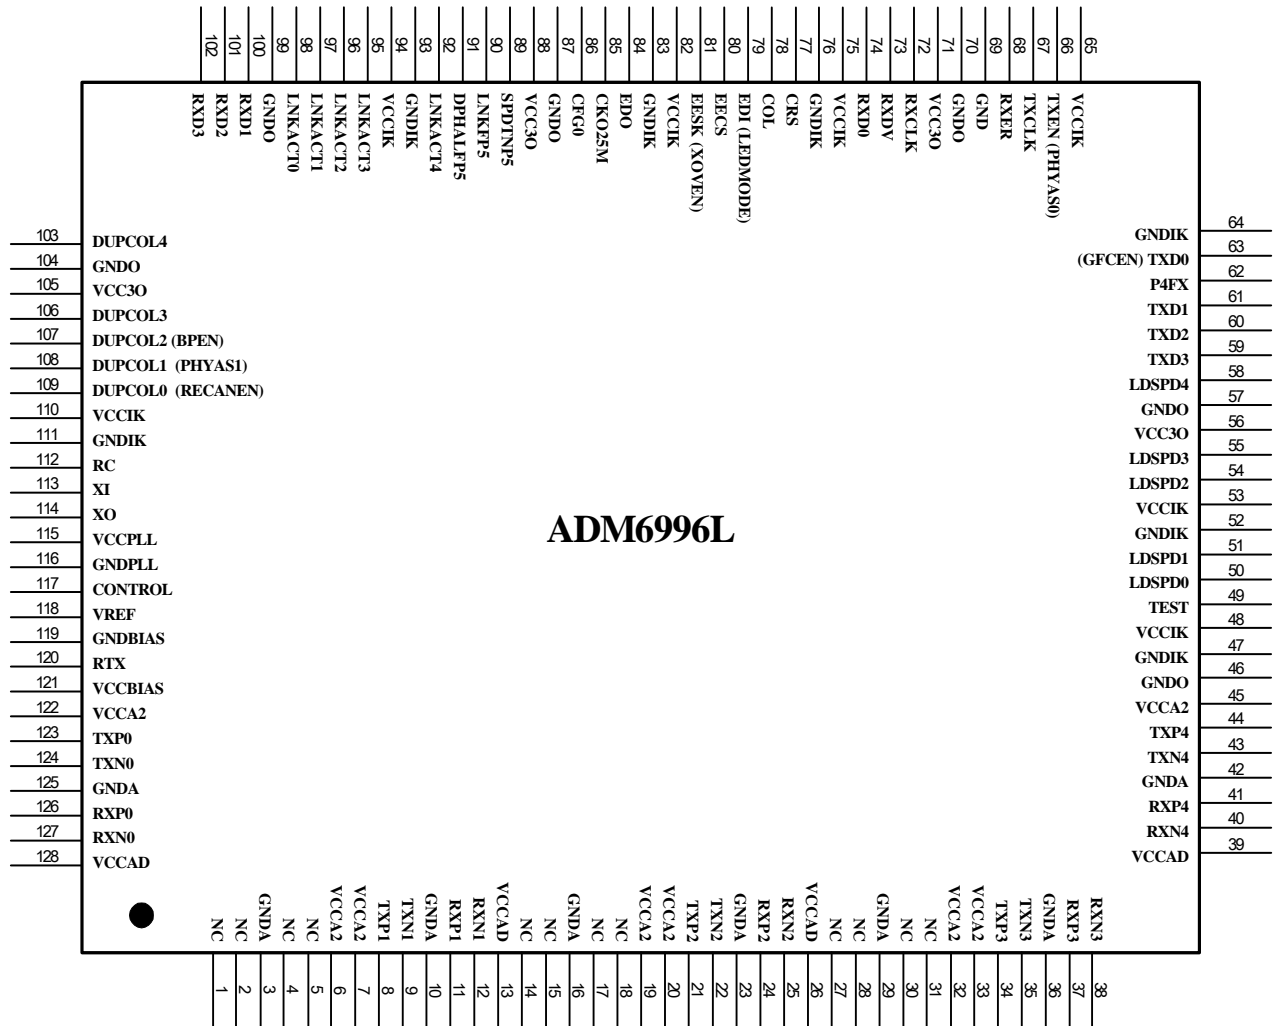 102 101 100 99 98 97 96 95 94 93 92 91 90 89 88 87 86 85 84 83 82 81 80 79 78 77 76 75 74 73 72 71 70 69 68 67 66 65
RXD3 RXD2 RXD1 GNDO LNKACT0 LNKACT1 LNKACT2 LNKACT3 VCCIK GNDIK LNKACT4 DPHALFP5 LNKFP5 SPDTNP5 VCC3O GNDO CFG0 CKO25M EDO GNDIK VCCIK EESK (XOVEN) EECS EDI (LEDMODE) COL CRS GNDIK VCCIK RXD0 RXDV RXCLK VCC3O GNDO GND RXER TXCLK TXEN (PHYAS0) VCCIK
103 DUPCOL4
104 GNDO
105 VCC3O
106 DUPCOL3
107 DUPCOL2 (BPEN)
108 DUPCOL1 (PHYAS1)
109 DUPCOL0 (RECANEN)
110 VCCIK
111 GNDIK
112 RC
113 XI
114 XO
115 VCCPLL
116 GNDPLL
117 CONTROL
118 VREF
119 GNDBIAS
120 RTX
121 VCCBIAS
122 VCCA2
123 TXP0
124 TXN0
125 GNDA
126 RXP0
127 RXN0
128 VCCAD
ADM6996L
GNDIK 64
(GFCEN) TXD0 63
P4FX 62
TXD1 61
TXD2 60
TXD3 59
LDSPD4 58
GNDO 57
VCC3O 56
LDSPD3 55
LDSPD2 54
VCCIK 53
GNDIK 52
LDSPD1 51
LDSPD0 50
TEST 49
VCCIK 48
GNDIK 47
GNDO 46
VCCA2 45
TXP4 44
TXN4 43
GNDA 42
RXP4 41
RXN4 40
VCCAD 39
NC NC GNDA NC NC VCCA2 VCCA2 TXP1 TXN1 GNDA RXP1 RXN1 VCCAD NC NC GNDA NC NC VCCA2 VCCA2 TXP2 TXN2 GNDA RXP2 RXN2 VCCAD NC NC GNDA NC NC VCCA2 VCCA2 TXP3 TXN3 GNDA RXP3 RXN3
1 2 3 4 5 6 7 8 9 10 11 12 13 14 15 16 17 18 19 20 21 22 23 24 25 26 27 28 29 30 31 32 33 34 35 36 37 38